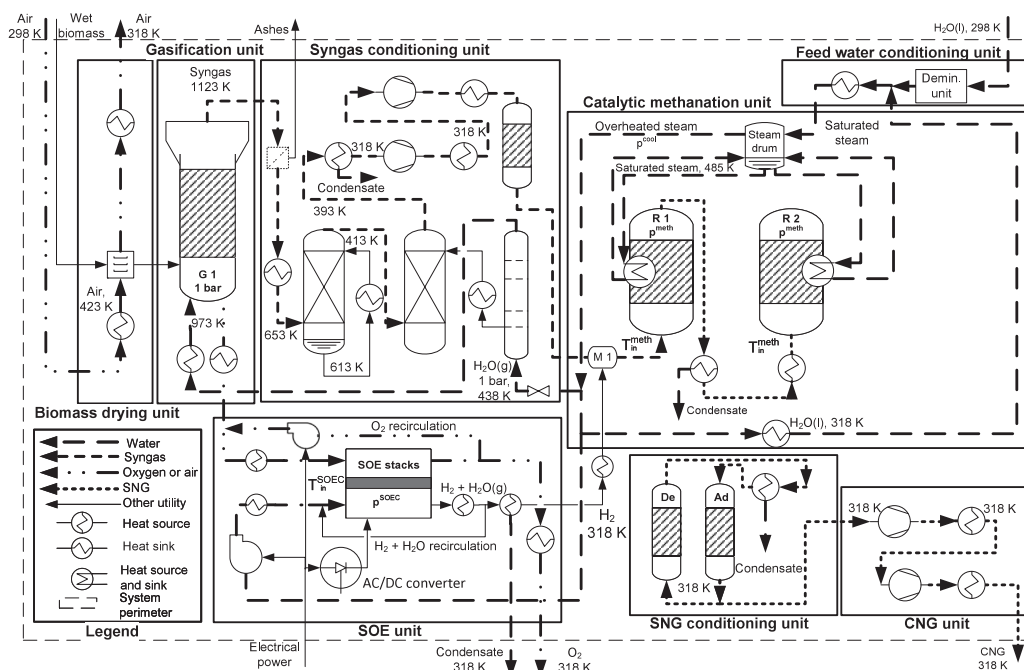 Air
298 K
Wet
biomass
Air
318 K
Ashes
H₂O(l), 298 K
Gasification unit
Syngas conditioning unit
Feed water conditioning unit
Syngas
1123 K
Demin.
unit
Catalytic methanation unit
318 K
318 K
Condensate
393 K
Overheated steam
p^cool
Steam
drum
Saturated
steam
Saturated steam, 485 K
R 1
p^meth
R 2
p^meth
413 K
G 1
1 bar
Air,
423 K
973 K
653 K
613 K
H₂O(g)
1 bar,
438 K
M 1
T_in^meth
T_in^meth
Condensate
H₂O(l), 318 K
Biomass drying unit
Water
Syngas
Oxygen or air
SNG
Other utility
Heat source
Heat sink
Heat source
and sink
System
perimeter
Legend
O₂ recirculation
SOE stacks
T_in^SOEC
p^SOEC
H₂ + H₂O(g)
H₂ + H₂O recirculation
AC/DC converter
H₂
318 K
SOE unit
De
Ad
Condensate
318 K
SNG conditioning unit
318 K
318 K
CNG unit
Electrical
power
Condensate
318 K
O₂
318 K
CNG
318 K